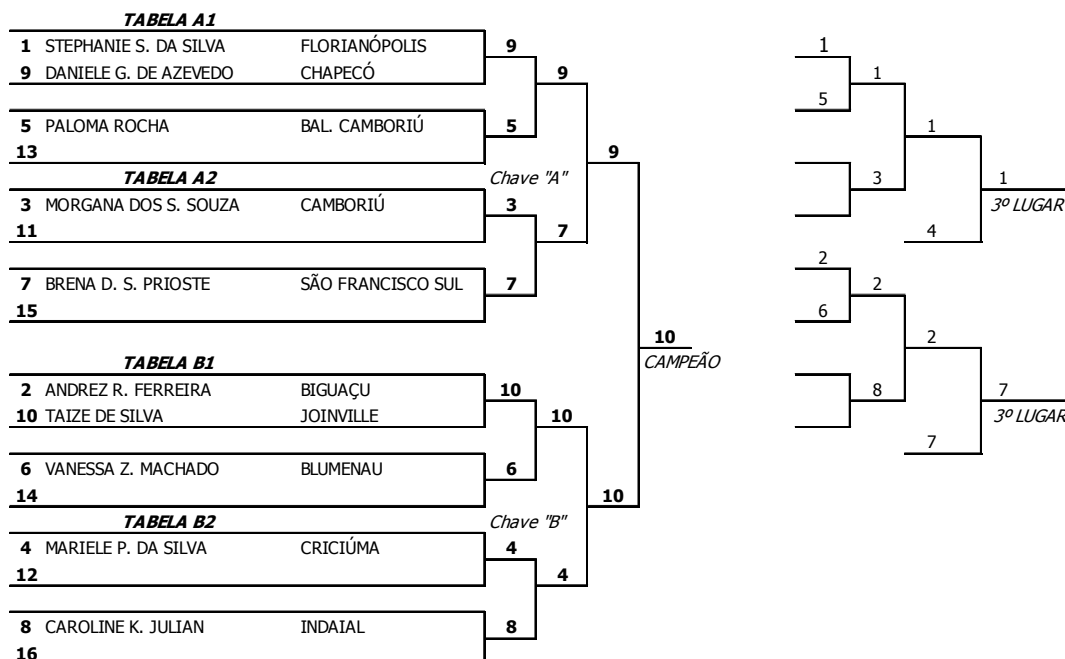 TABELA A1
1 STEPHANIE S. DA SILVA FLORIANÓPOLIS 9 1
9 DANIELE G. DE AZEVEDO CHAPECÓ 9 1
5
5 PALOMA ROCHA BAL. CAMBORIÚ 5 1
13 9
TABELA A2 Chave "A" 3 1
3 MORGANA DOS S. SOUZA CAMBORIÚ 3 3º LUGAR
11 7 4
2
7 BRENA D. S. PRIOSTE SÃO FRANCISCO SUL 7 2
15 6
10 2
TABELA B1 CAMPEÃO
2 ANDREZ R. FERREIRA BIGUAÇU 10 8 7
10 TAIZE DE SILVA JOINVILLE 10 3º LUGAR
7
6 VANESSA Z. MACHADO BLUMENAU 6
14 10
TABELA B2 Chave "B"
4 MARIELE P. DA SILVA CRICIÚMA 4
12 4
8 CAROLINE K. JULIAN INDAIAL 8
16